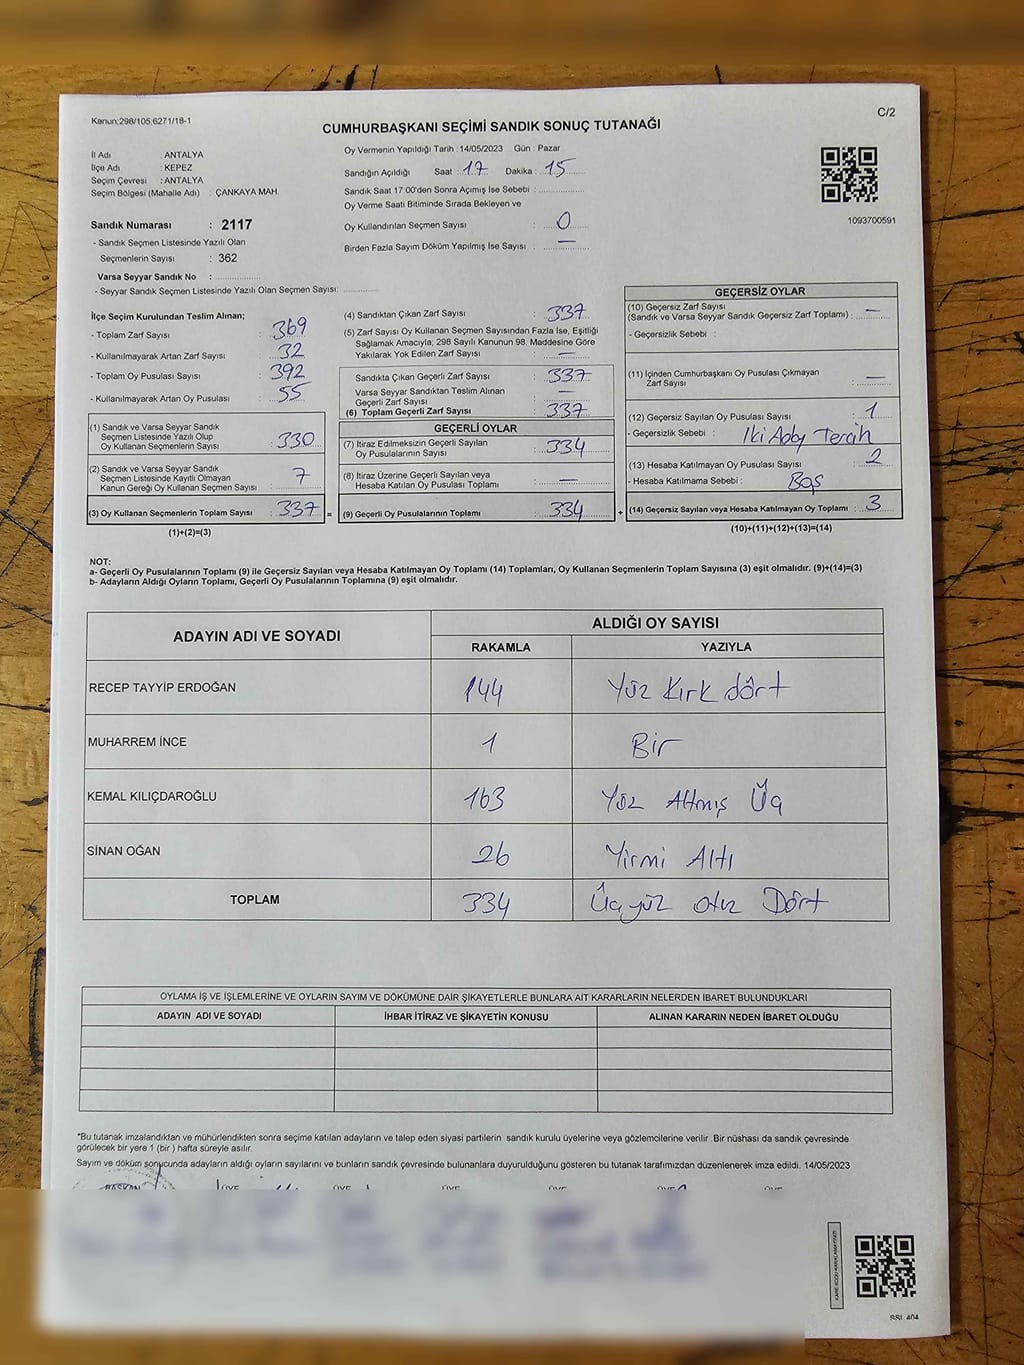 Kanun:298/105,6271/18-1
C/2
CUMHURBAŞKANI SEÇİMİ SANDIK SONUÇ TUTANAĞI
İl Adı : ANTALYA
İlçe Adı : KEPEZ
Seçim Çevresi : ANTALYA
Seçim Bölgesi (Mahalle Adı) : ÇANKAYA MAH.
Sandık Numarası : 2117
- Sandık Seçmen Listesinde Yazılı Olan
Seçmenlerin Sayısı : 362
Varsa Seyyar Sandık No : ..................
- Seyyar Sandık Seçmen Listesinde Yazılı Olan Seçmen Sayısı: ..............
Oy Vermenin Yapıldığı Tarih : 14/05/2023 Gün : Pazar
Sandığın Açıldığı Saat : 17 Dakika : 15
Sandık Saat 17:00'den Sonra Açımış İse Sebebi : ..................
Oy Verme Saati Bitiminde Sırada Bekleyen ve
Oy Kullandırılan Seçmen Sayısı : 0
Birden Fazla Sayım Döküm Yapılmış İse Sayısı : —
1093700591
İlçe Seçim Kurulundan Teslim Alınan;
- Toplam Zarf Sayısı : 369
- Kullanılmayarak Artan Zarf Sayısı : 32
- Toplam Oy Pusulası Sayısı : 392
- Kullanılmayarak Artan Oy Pusulası : 55
(1) Sandık ve Varsa Seyyar Sandık
Seçmen Listesinde Yazılı Olup
Oy Kullanan Seçmenlerin Sayısı : 330
(2) Sandık ve Varsa Seyyar Sandık
Seçmen Listesinde Kayıtlı Olmayan
Kanun Gereği Oy Kullanan Seçmen Sayısı : 7
(3) Oy Kullanan Seçmenlerin Toplam Sayısı : 337 =
(1)+(2)=(3)
(4) Sandıktan Çıkan Zarf Sayısı : 337
(5) Zarf Sayısı Oy Kullanan Seçmen Sayısından Fazla İse, Eşitliği
Sağlamak Amacıyla; 298 Sayılı Kanunun 98. Maddesine Göre
Yakılarak Yok Edilen Zarf Sayısı : —
Sandıkta Çıkan Geçerli Zarf Sayısı : 337
Varsa Seyyar Sandıktan Teslim Alınan
Geçerli Zarf Sayısı : —
(6) Toplam Geçerli Zarf Sayısı : 337
GEÇERLİ OYLAR
(7) İtiraz Edilmeksizin Geçerli Sayılan
Oy Pusulalarının Sayısı : 334
(8) İtiraz Üzerine Geçerli Sayılan veya
Hesaba Katılan Oy Pusulası Toplamı : —
(9) Geçerli Oy Pusulalarının Toplamı : 334 +
GEÇERSİZ OYLAR
(10) Geçersiz Zarf Sayısı
(Sandık ve Varsa Seyyar Sandık Geçersiz Zarf Toplamı) : —
- Geçersizlik Sebebi :
(11) İçinden Cumhurbaşkanı Oy Pusulası Çıkmayan
Zarf Sayısı : —
(12) Geçersiz Sayılan Oy Pusulası Sayısı : 1
- Geçersizlik Sebebi : İki Aday Tercih
(13) Hesaba Katılmayan Oy Pusulası Sayısı : 2
- Hesaba Katılmama Sebebi : Boş
(14) Geçersiz Sayılan veya Hesaba Katılmayan Oy Toplamı : 3
(10)+(11)+(12)+(13)=(14)
NOT:
a- Geçerli Oy Pusulalarının Toplamı (9) ile Geçersiz Sayılan veya Hesaba Katılmayan Oy Toplamı (14) Toplamları, Oy Kullanan Seçmenlerin Toplam Sayısına (3) eşit olmalıdır. (9)+(14)=(3)
b- Adayların Aldığı Oyların Toplamı, Geçerli Oy Pusulalarının Toplamına (9) eşit olmalıdır.
ADAYIN ADI VE SOYADI ALDIĞI OY SAYISI
RAKAMLA YAZIYLA
RECEP TAYYİP ERDOĞAN 144 Yüz Kırk dört
MUHARREM İNCE 1 Bir
KEMAL KILIÇDAROĞLU 163 Yüz Altmış Üç
SİNAN OĞAN 26 Yirmi Altı
TOPLAM 334 Üçyüz otuz Dört
OYLAMA İŞ VE İŞLEMLERİNE VE OYLARIN SAYIM VE DÖKÜMÜNE DAİR ŞİKAYETLERLE BUNLARA AİT KARARLARIN NELERDEN İBARET BULUNDUKLARI
ADAYIN ADI VE SOYADI İHBAR İTİRAZ VE ŞİKAYETİN KONUSU ALINAN KARARIN NEDEN İBARET OLDUĞU
*Bu tutanak imzalandıktan ve mühürlendikten sonra seçime katılan adayların ve talep eden siyasi partilerin sandık kurulu üyelerine veya gözlemcilerine verilir. Bir nüshası da sandık çevresinde
görülecek bir yere 1 (bir ) hafta süreyle asılır.
Sayım ve döküm sonucunda adayların aldığı oyların sayılarını ve bunların sandık çevresinde bulunanlara duyurulduğunu gösteren bu tutanak tarafımızdan düzenlenerek imza edildi. 14/05/2023
BAŞKAN ÜYE ÜYE ÜYE ÜYE ÜYE ÜYE